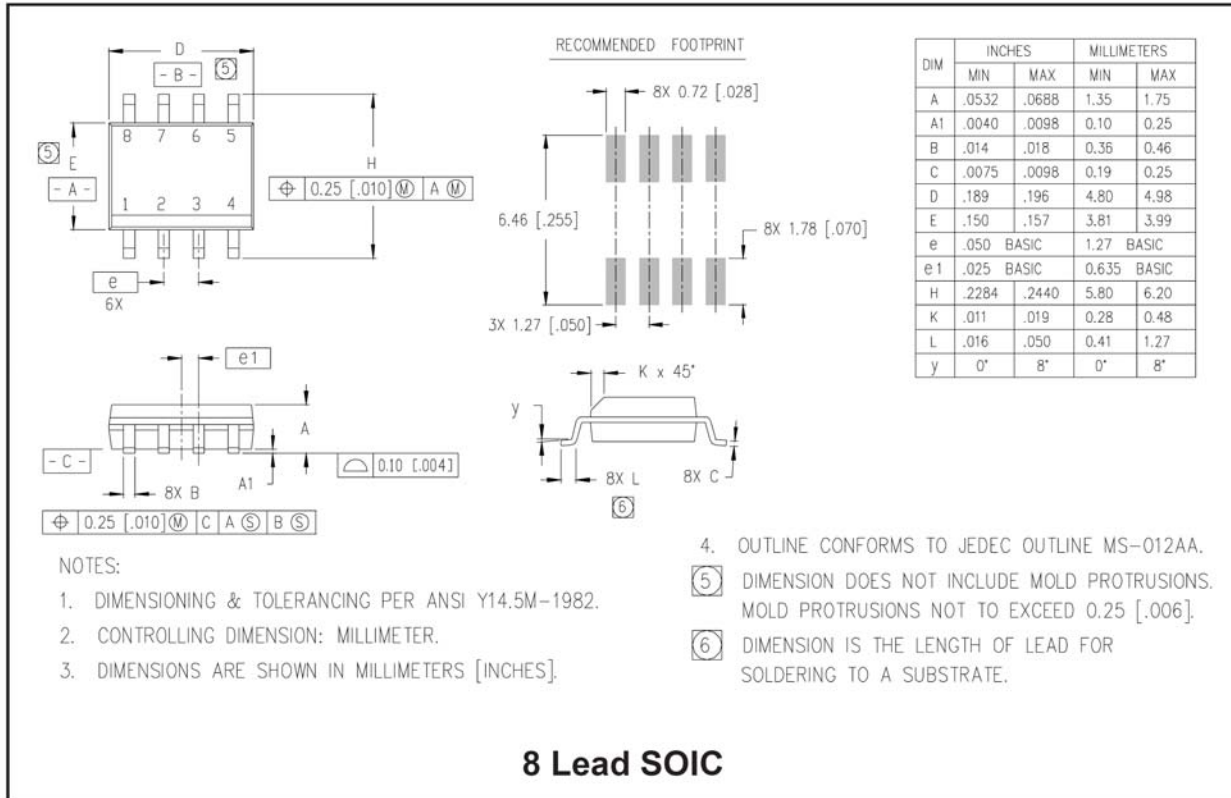 D
- B -
5
8 7 6 5
5
E
- A -
H
⌖ 0.25 [.010] Ⓜ A Ⓜ
1 2 3 4
e
6X
RECOMMENDED FOOTPRINT
8X 0.72 [.028]
6.46 [.255]
8X 1.78 [.070]
3X 1.27 [.050]
DIM INCHES MILLIMETERS
MIN MAX MIN MAX
A .0532 .0688 1.35 1.75
A1 .0040 .0098 0.10 0.25
B .014 .018 0.36 0.46
C .0075 .0098 0.19 0.25
D .189 .196 4.80 4.98
E .150 .157 3.81 3.99
e .050 BASIC 1.27 BASIC
e1 .025 BASIC 0.635 BASIC
H .2284 .2440 5.80 6.20
K .011 .019 0.28 0.48
L .016 .050 0.41 1.27
y 0° 8° 0° 8°
e1
A
- C -
8X B
A1
⌓ 0.10 [.004]
⌖ 0.25 [.010] Ⓜ C A Ⓢ B Ⓢ
K x 45°
y
8X L
6
8X C
NOTES:
1. DIMENSIONING & TOLERANCING PER ANSI Y14.5M-1982.
2. CONTROLLING DIMENSION: MILLIMETER.
3. DIMENSIONS ARE SHOWN IN MILLIMETERS [INCHES].
4. OUTLINE CONFORMS TO JEDEC OUTLINE MS-012AA.
5 DIMENSION DOES NOT INCLUDE MOLD PROTRUSIONS.
MOLD PROTRUSIONS NOT TO EXCEED 0.25 [.006].
6 DIMENSION IS THE LENGTH OF LEAD FOR
SOLDERING TO A SUBSTRATE.
8 Lead SOIC